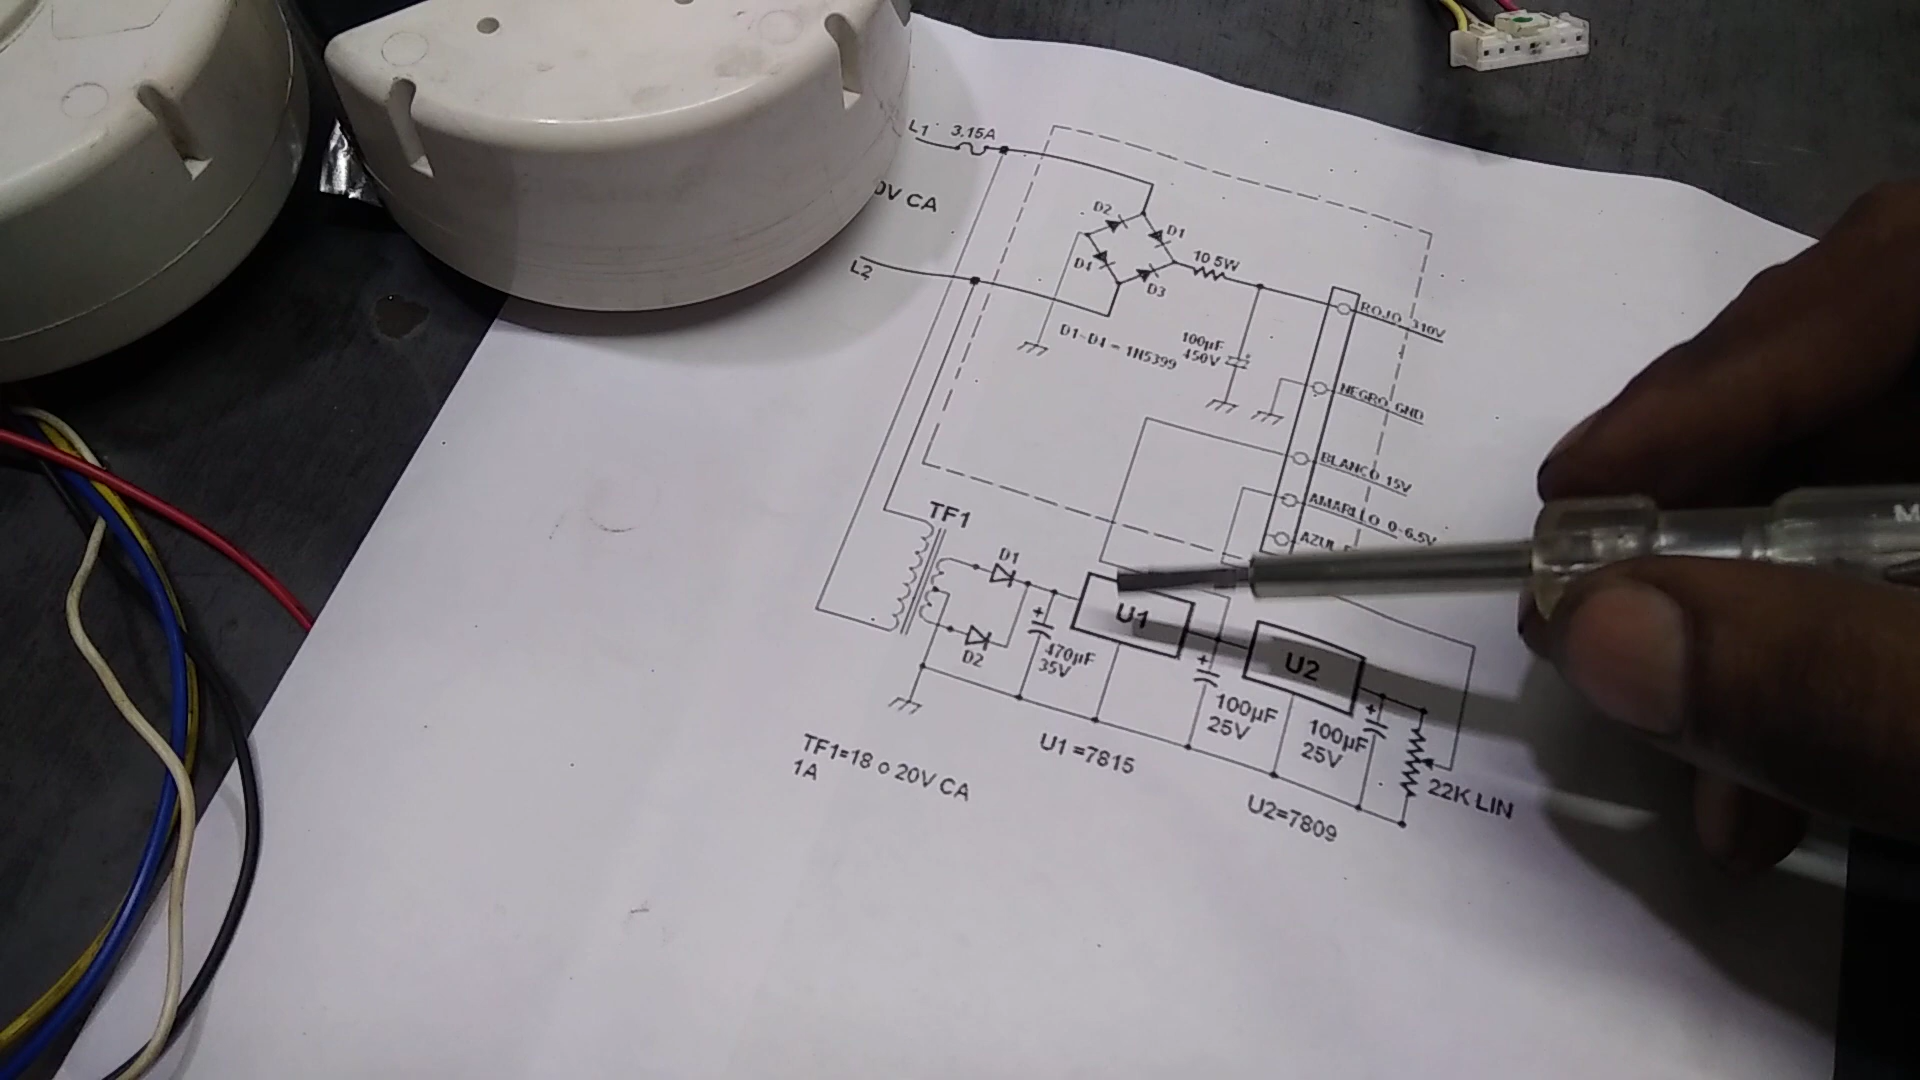 L1
3.15A
0V CA
L2
D2
D1
D4
D3
10 5W
D1-D4 = 1N5399
100µF
450V
ROJO 310V
NEGRO GND
BLANCO 15V
AMARILLO 0-6.5V
AZUL
TF1
D1
D2
470µF
35V
U1
U2
100µF
25V
100µF
25V
22K LIN
TF1=18 o 20V CA
1A
U1 =7815
U2=7809
M